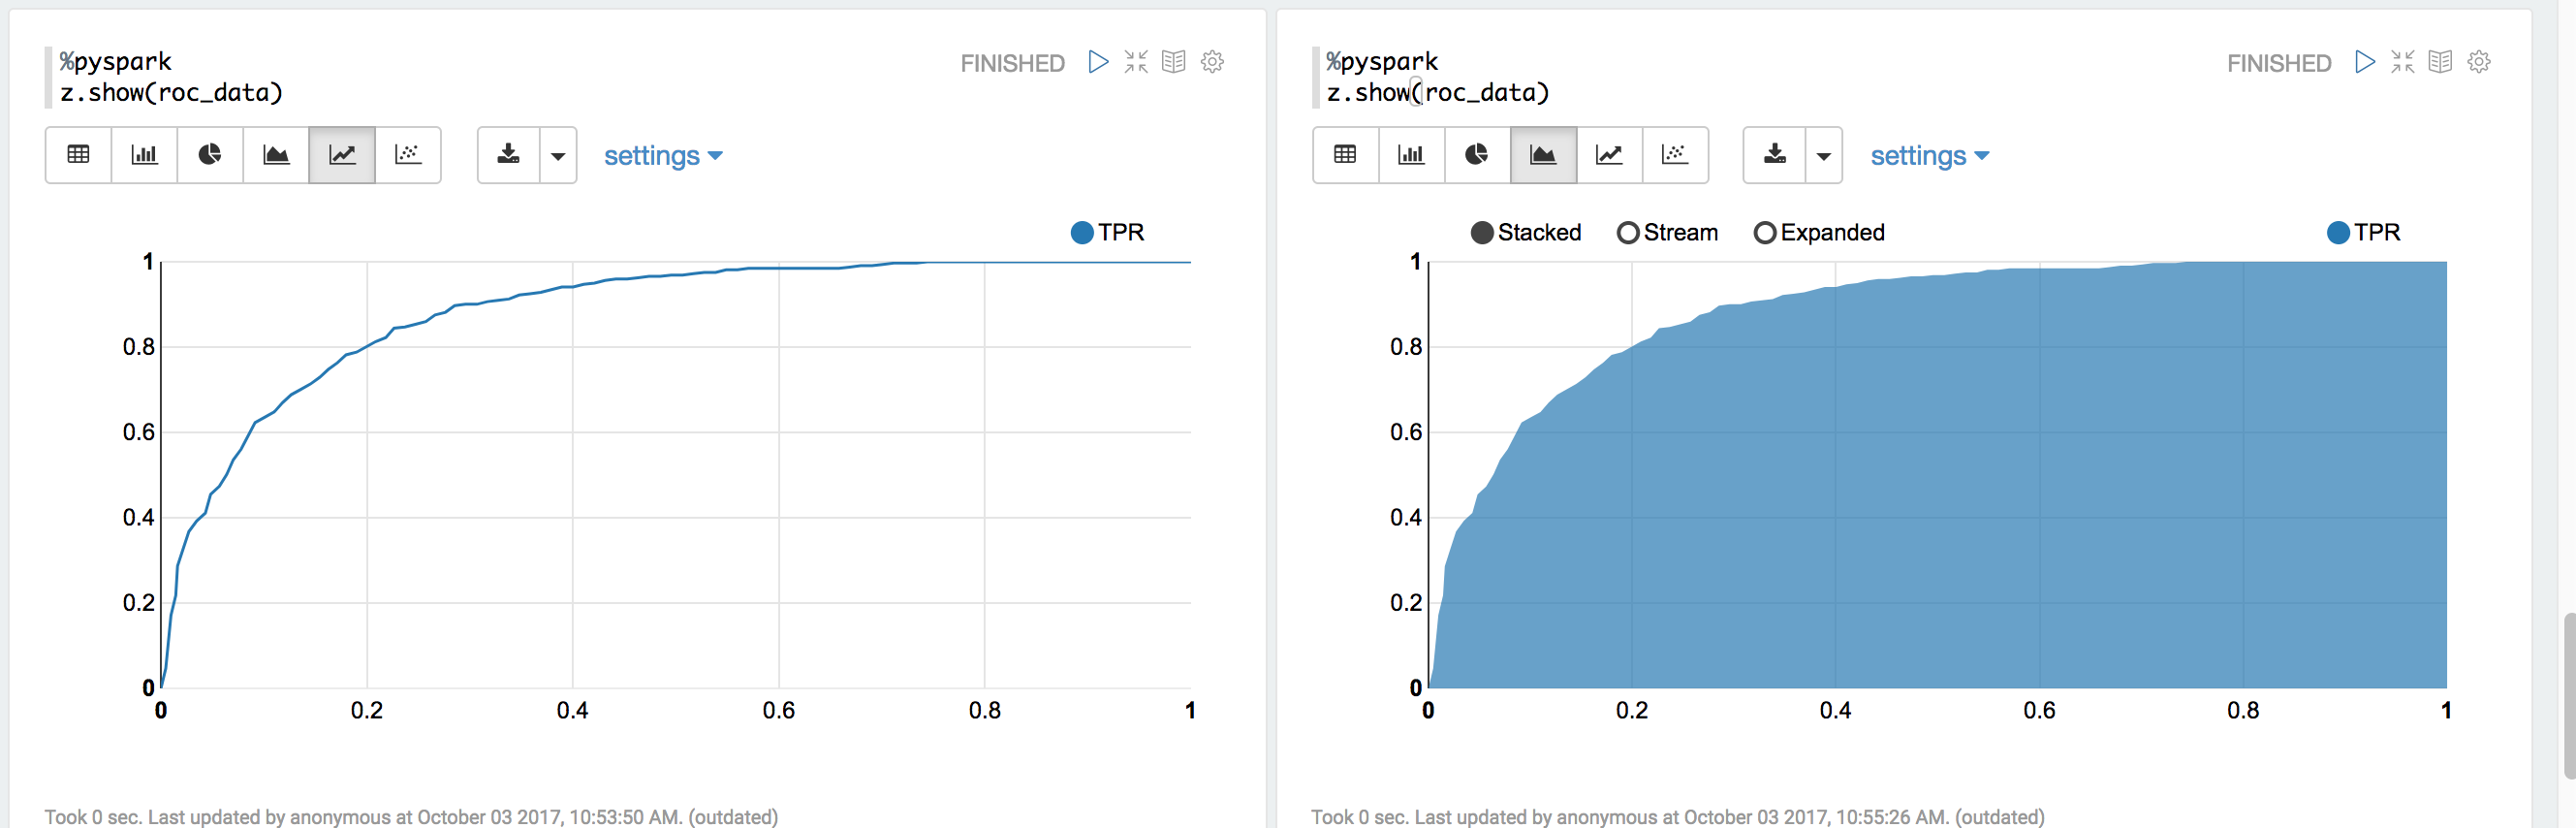 %pyspark
z.show(roc_data)
FINISHED
settings
TPR
1
0.8
0.6
0.4
0.2
0
0 0.2 0.4 0.6 0.8 1
Took 0 sec. Last updated by anonymous at October 03 2017, 10:53:50 AM. (outdated)
%pyspark
z.show(roc_data)
FINISHED
settings
Stacked Stream Expanded TPR
1
0.8
0.6
0.4
0.2
0
0 0.2 0.4 0.6 0.8 1
Took 0 sec. Last updated by anonymous at October 03 2017, 10:55:26 AM. (outdated)